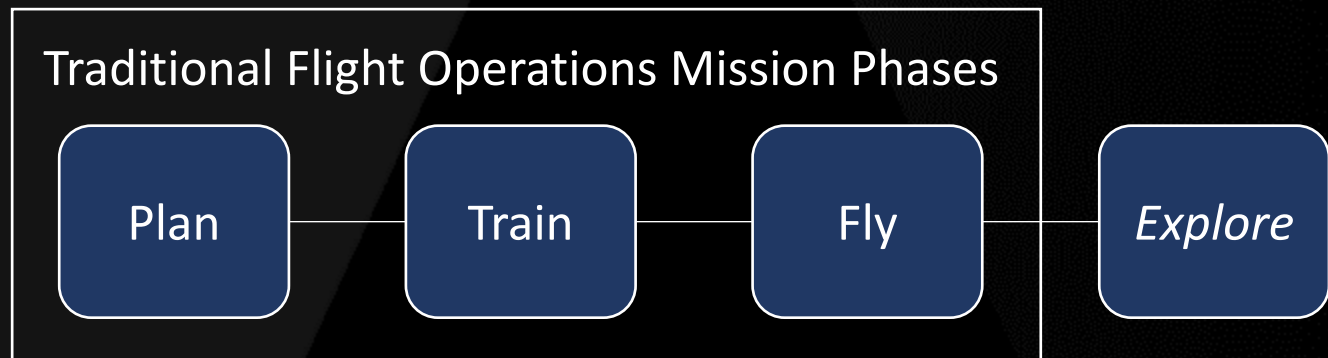 Traditional Flight Operations Mission Phases
Plan
Train
Fly
Explore